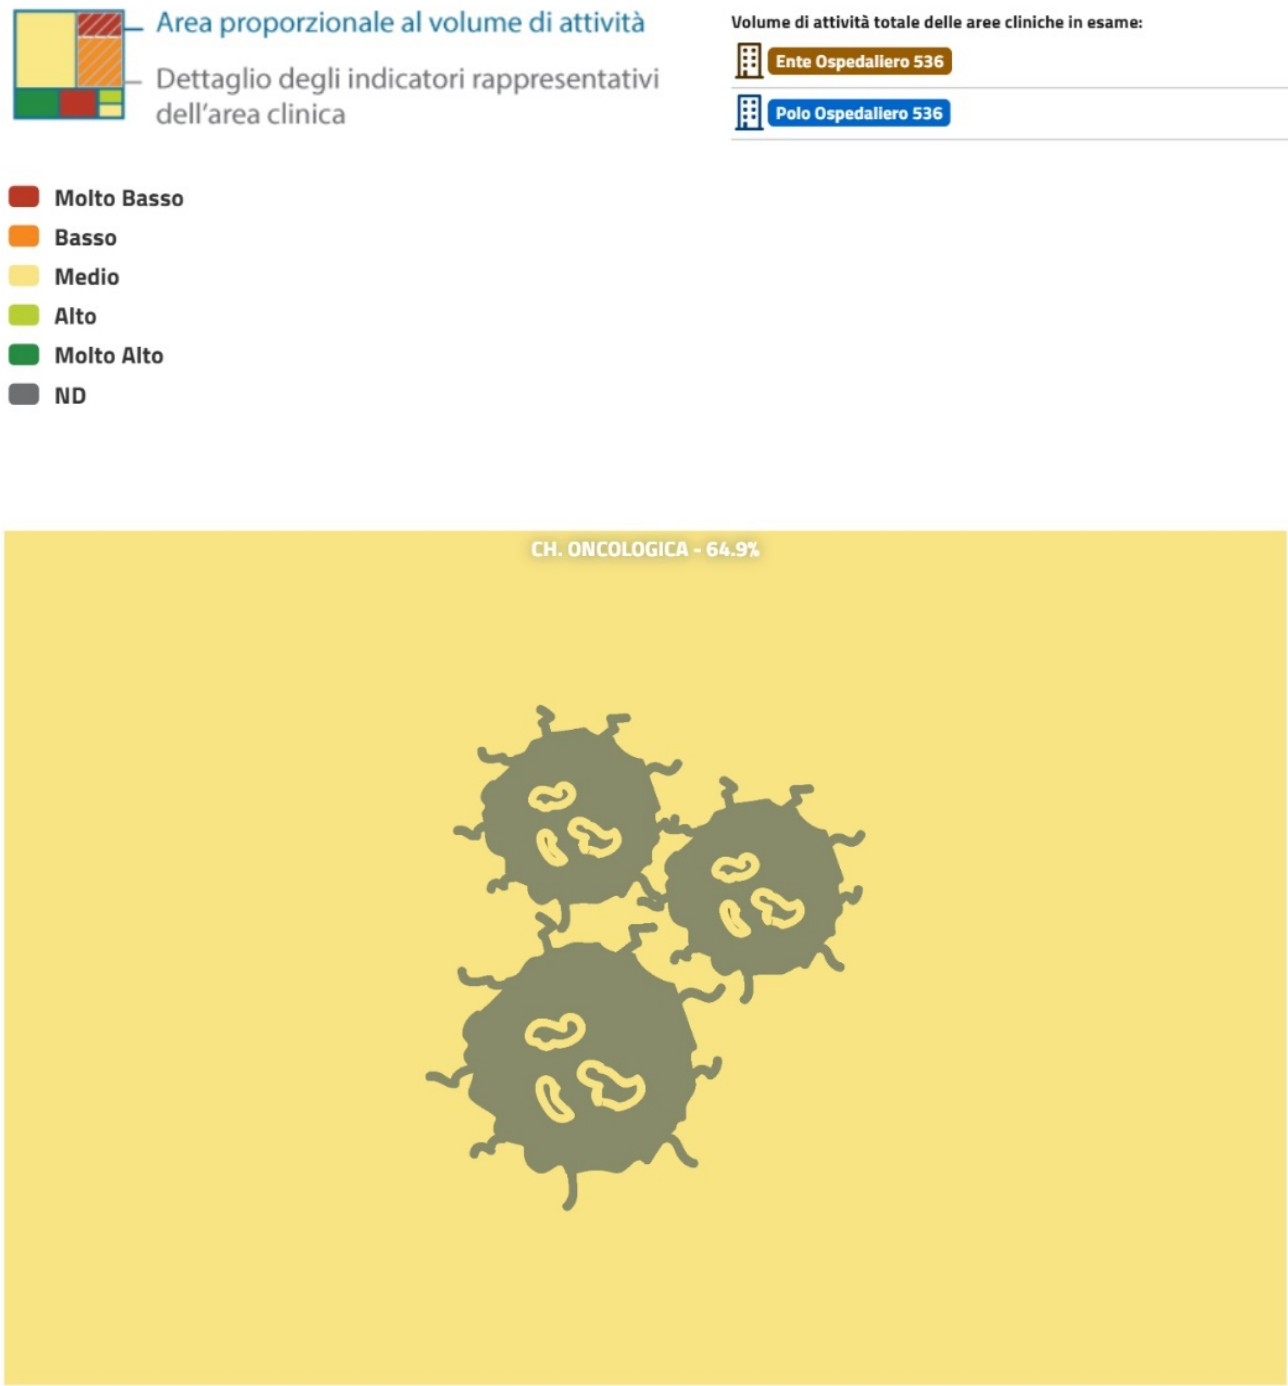 Area proporzionale al volume di attività
Dettaglio degli indicatori rappresentativi
dell'area clinica
Volume di attività totale delle aree cliniche in esame:
Ente Ospedaliero 536
Polo Ospedaliero 536
Molto Basso
Basso
Medio
Alto
Molto Alto
ND
CH. ONCOLOGICA - 64.9%